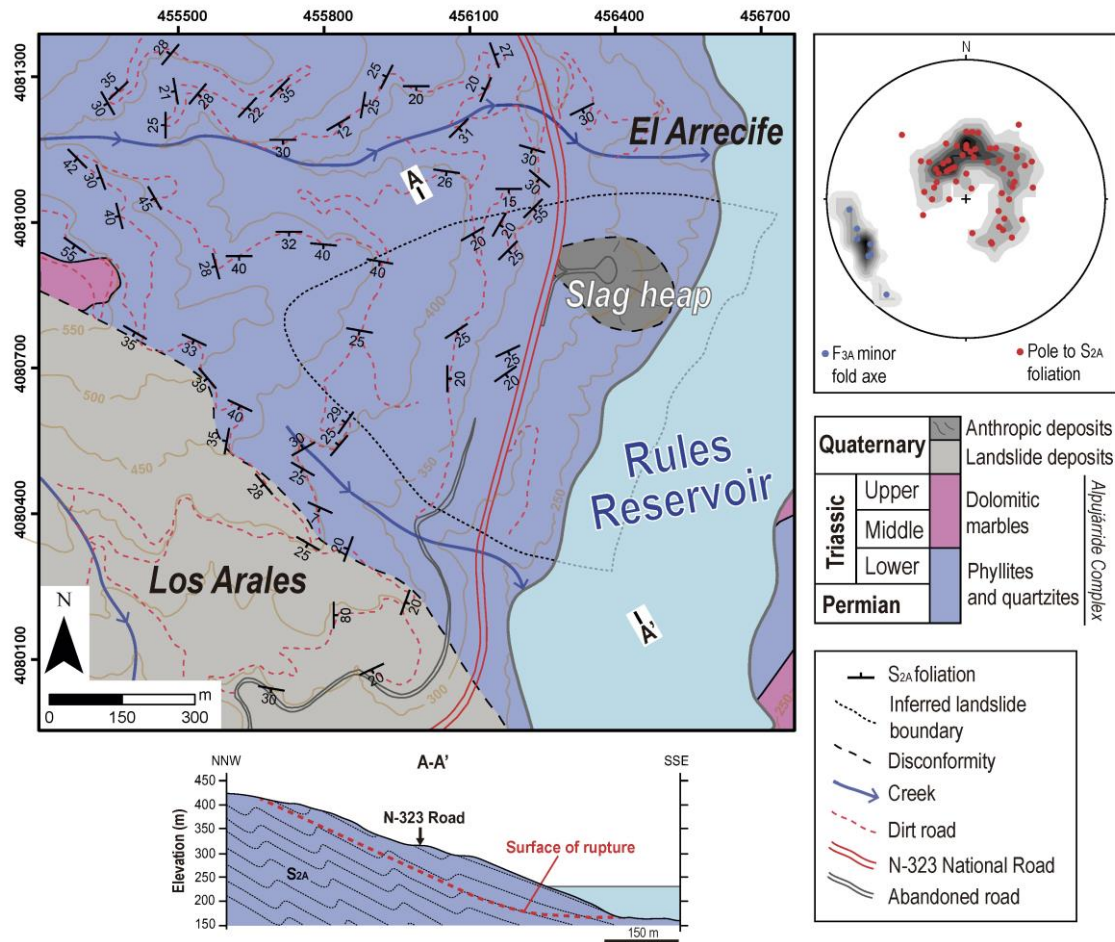 455500 455800 456100 456400 456700
4081300
4081000
4080700
4080400
4080100
28
35
30
21
28
22
35
25
25
25
12
20
27
20
31
30
30
30
26
30
15
55
20
20
25
42
30
40
45
55
28
40
32
40
40
35
33
39
40
35
25
25
20
25
20
29
25
30
25
28
7
25
20
80
20
20
30
A
A'
El Arrecife
Slag heap
Rules
Reservoir
Los Arales
550
500
450
400
350
300
250
250
N
0 150 300 m
N
F3A minor
fold axe
Pole to S2A
foliation
Quaternary
Anthropic deposits
Landslide deposits
Triassic
Upper
Middle
Lower
Permian
Dolomitic
marbles
Phyllites
and quartzites
Alpujárride Complex
S2A foliation
Inferred landslide
boundary
Disconformity
Creek
Dirt road
N-323 National Road
Abandoned road
NNW A-A' SSE
Elevation (m)
450
400
350
300
250
200
150
N-323 Road
Surface of rupture
S2A
150 m